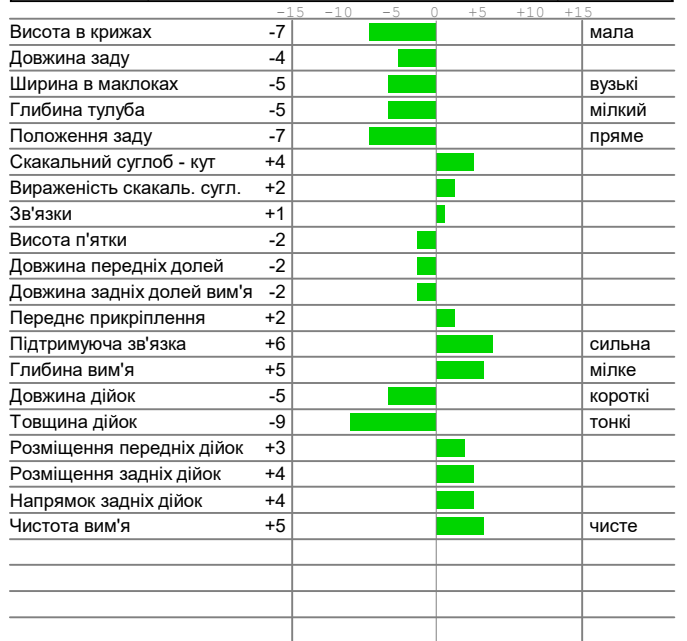 -15 -10 -5 0 +5 +10 +15
Висота в крижах -7 мала
Довжина заду -4
Ширина в маклоках -5 вузькі
Глибина тулуба -5 мілкий
Положення заду -7 пряме
Скакальний суглоб - кут +4
Вираженість скакаль. сугл. +2
Зв'язки +1
Висота п'ятки -2
Довжина передніх долей -2
Довжина задніх долей вим'я -2
Переднє прикріплення +2
Підтримуюча зв'язка +6 сильна
Глибина вим'я +5 мілке
Довжина дійок -5 короткі
Товщина дійок -9 тонкі
Розміщення передніх дійок +3
Розміщення задніх дійок +4
Напрямок задніх дійок +4
Чистота вим'я +5 чисте